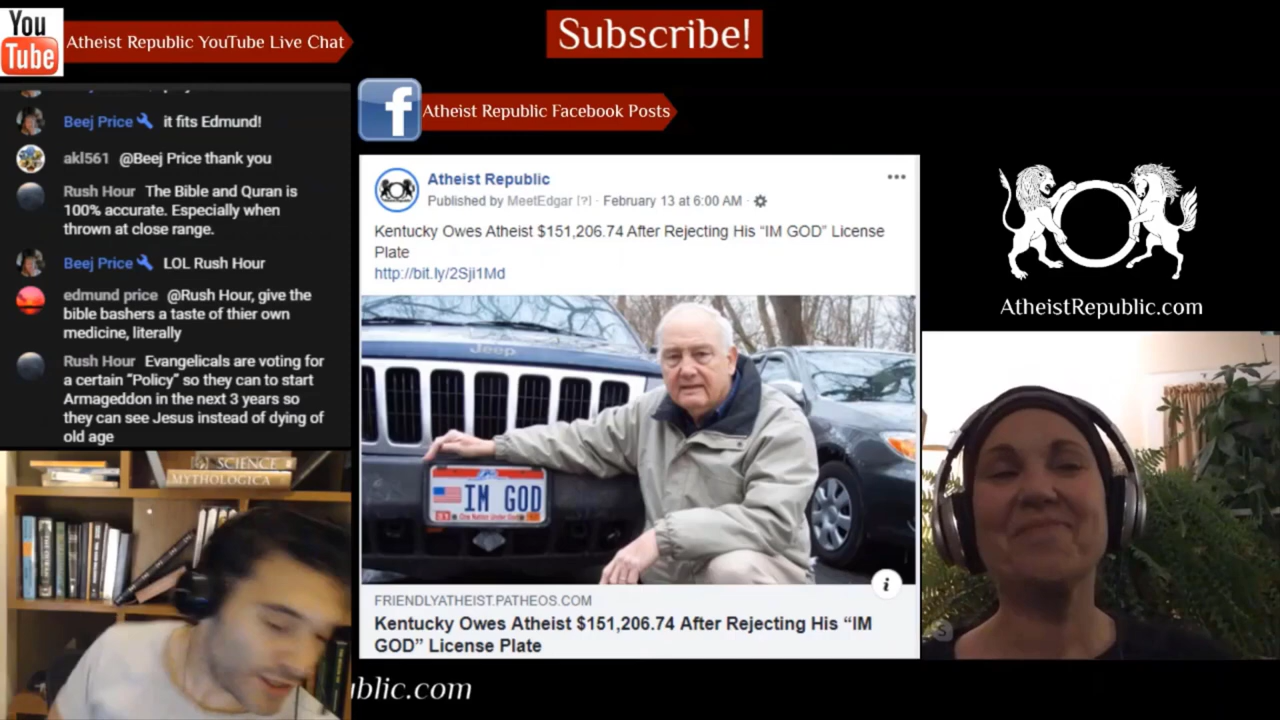 You
Tube
Atheist Republic YouTube Live Chat
Subscribe!
Beej Price it fits Edmund!
akl561 @Beej Price thank you
Rush Hour The Bible and Quran is
100% accurate. Especially when
thrown at close range.
Beej Price LOL Rush Hour
edmund price @Rush Hour, give the
bible bashers a taste of thier own
medicine, literally
Rush Hour Evangelicals are voting for
a certain “Policy” so they can to start
Armageddon in the next 3 years so
they can see Jesus instead of dying of
old age
f
Atheist Republic Facebook Posts
Atheist Republic
Published by MeetEdgar [?] · February 13 at 6:00 AM
Kentucky Owes Atheist $151,206.74 After Rejecting His “IM GOD” License
Plate
http://bit.ly/2Sji1Md
Jeep
IM GOD
One Nation Under God
i
FRIENDLYATHEIST.PATHEOS.COM
Kentucky Owes Atheist $151,206.74 After Rejecting His “IM
GOD” License Plate
AtheistRepublic.com
SCIENCE
MYTHOLOGICA
ublic.com